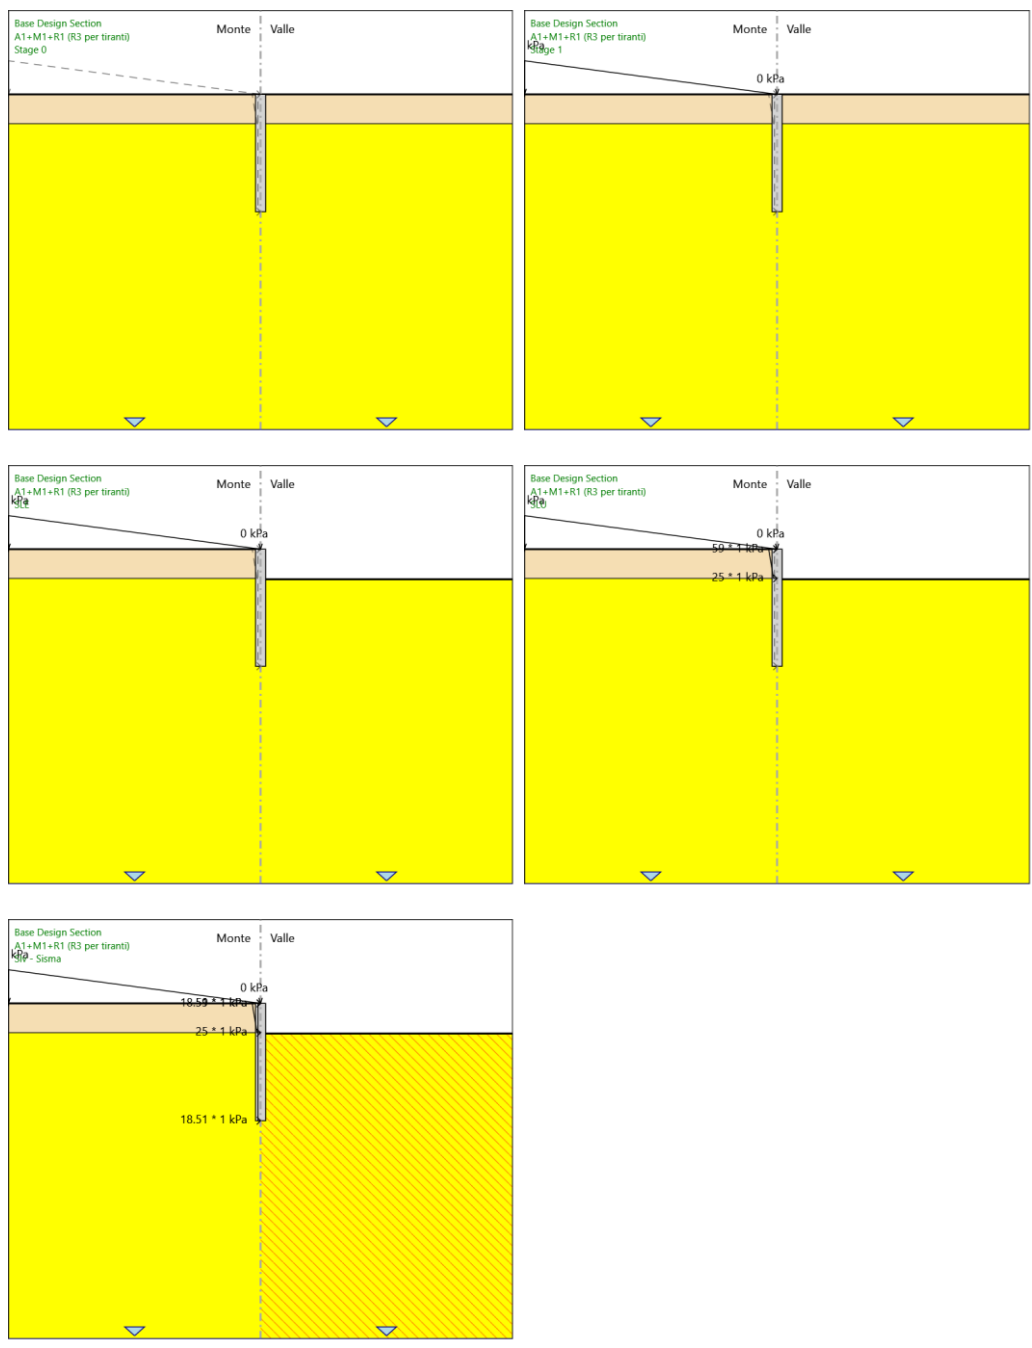 Base Design Section
A1+M1+R1 (R3 per tiranti)
Stage 0
Monte
Valle
Base Design Section
A1+M1+R1 (R3 per tiranti)
Stage 1
kPa
Monte
Valle
0 kPa
Base Design Section
A1+M1+R1 (R3 per tiranti)
kPa
SLE
Monte
Valle
0 kPa
Base Design Section
A1+M1+R1 (R3 per tiranti)
kPa
SLU
Monte
Valle
0 kPa
59 * 1 kPa
25 * 1 kPa
Base Design Section
A1+M1+R1 (R3 per tiranti)
kPa
- Sisma
Monte
Valle
0 kPa
* 1 kPa
25 * 1 kPa
18.51 * 1 kPa